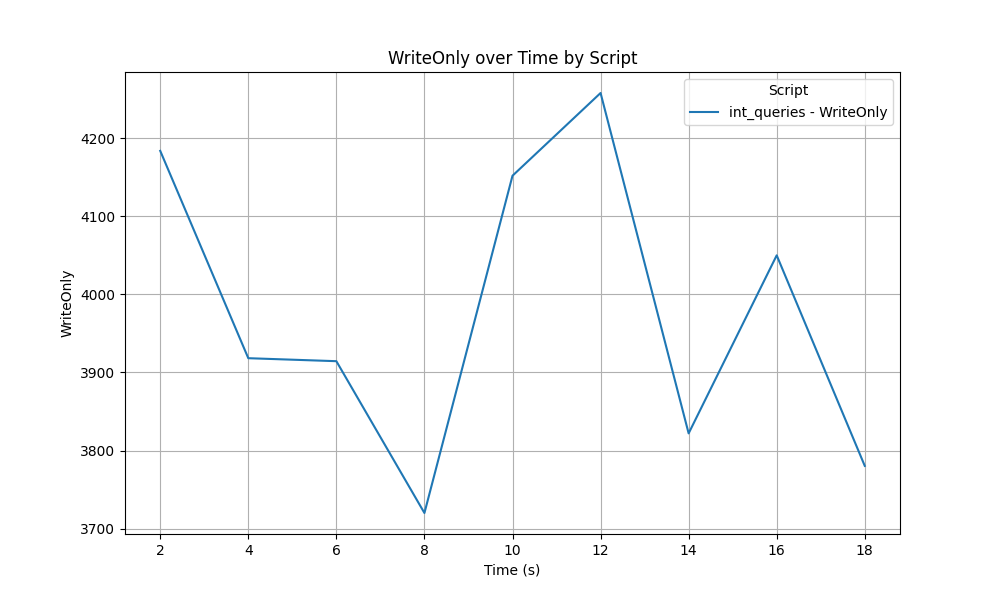 WriteOnly over Time by Script
Script
int_queries - WriteOnly
WriteOnly
4200
4100
4000
3900
3800
3700
2 4 6 8 10 12 14 16 18
Time (s)